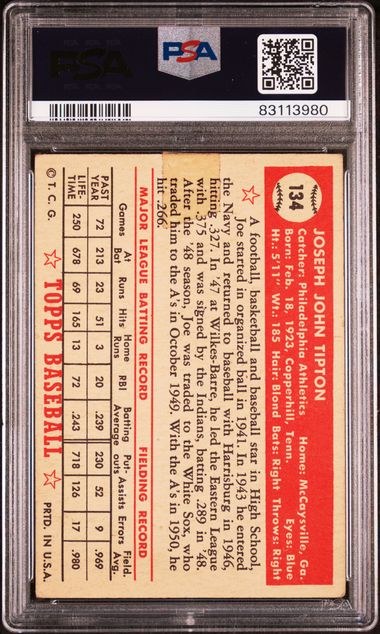 PSA
PSA
83113980
134
JOSEPH JOHN TIPTON
Catcher: Philadelphia Athletics Home: McCaysville, Ga.
Born: Feb. 18, 1923, Copperhill, Tenn. Eyes: Blue
Ht.: 5'11" Wt.: 185 Hair: Blond Bats: Right Throws: Right
A football, basketball and baseball star in High School,
Joe started in organized ball in 1941. In 1943 he entered
the Navy and returned to baseball with Harrisburg in 1946,
hitting .327. In '47 at Wilkes-Barre, he led the Eastern League
with .375 and was signed by the Indians, batting .289 in '48.
After the '48 season, Joe was traded to the White Sox, who
traded him to the A's in October 1949. With the A's in 1950, he
hit .266.
MAJOR LEAGUE BATTING RECORD FIELDING RECORD
Games At Bat Runs Hits Home Runs RBI Batting Average Put-outs Assists Errors Field. Avg.
PAST YEAR 72 213 23 51 3 20 .239 230 52 9 .969
LIFE-TIME 250 678 69 165 13 72 .243 718 126 17 .980
© T. C. G. TOPPS BASEBALL PRTD. IN U.S.A.